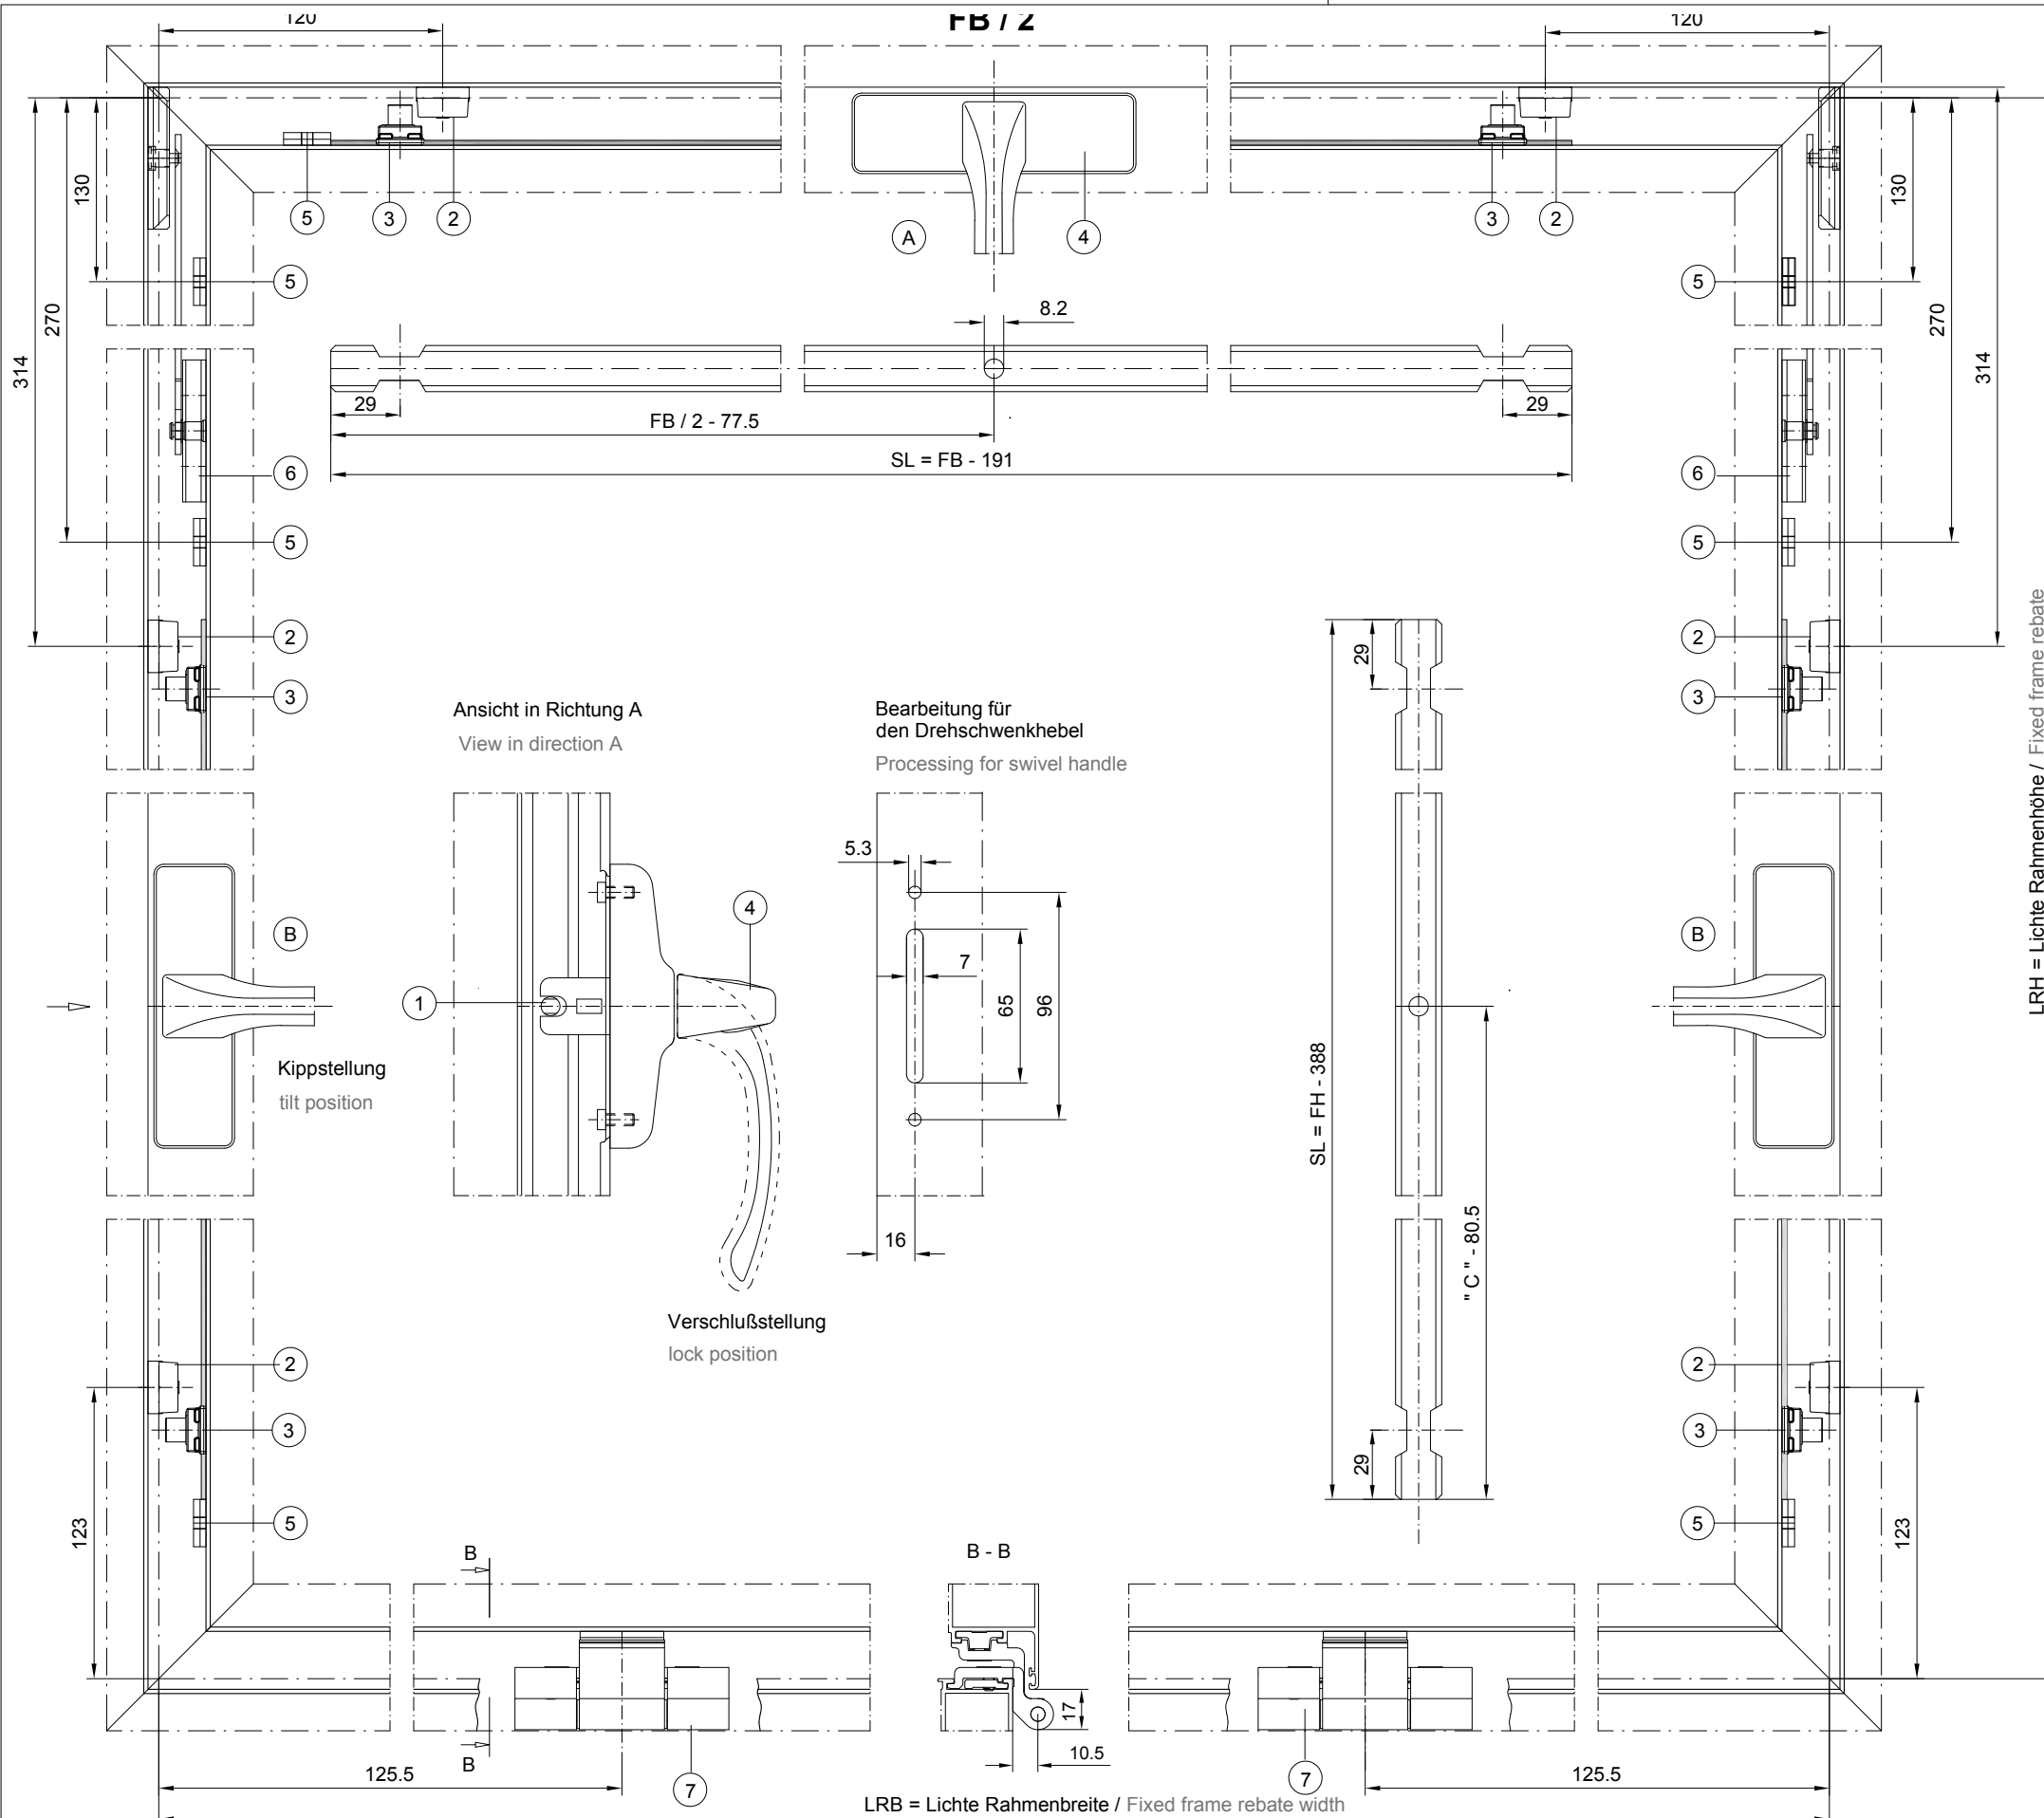 120
FB / 2
120
130
270
314
5
3
2
A
4
3
2
130
270
314
5
5
8.2
29
FB / 2 - 77.5
29
SL = FB - 191
6
6
5
5
2
2
3
3
29
Ansicht in Richtung A
View in direction A
Bearbeitung für
den Drehschwenkhebel
Processing for swivel handle
LRH = Lichte Rahmenhöhe / Fixed frame rebate
5.3
4
B
B
1
7
65
96
Kippstellung
tilt position
SL = FH - 388
16
" C " - 80.5
Verschlußstellung
lock position
2
2
3
3
29
123
5
5
123
B
B - B
17
10.5
B
125.5
7
7
125.5
LRB = Lichte Rahmenbreite / Fixed frame rebate width